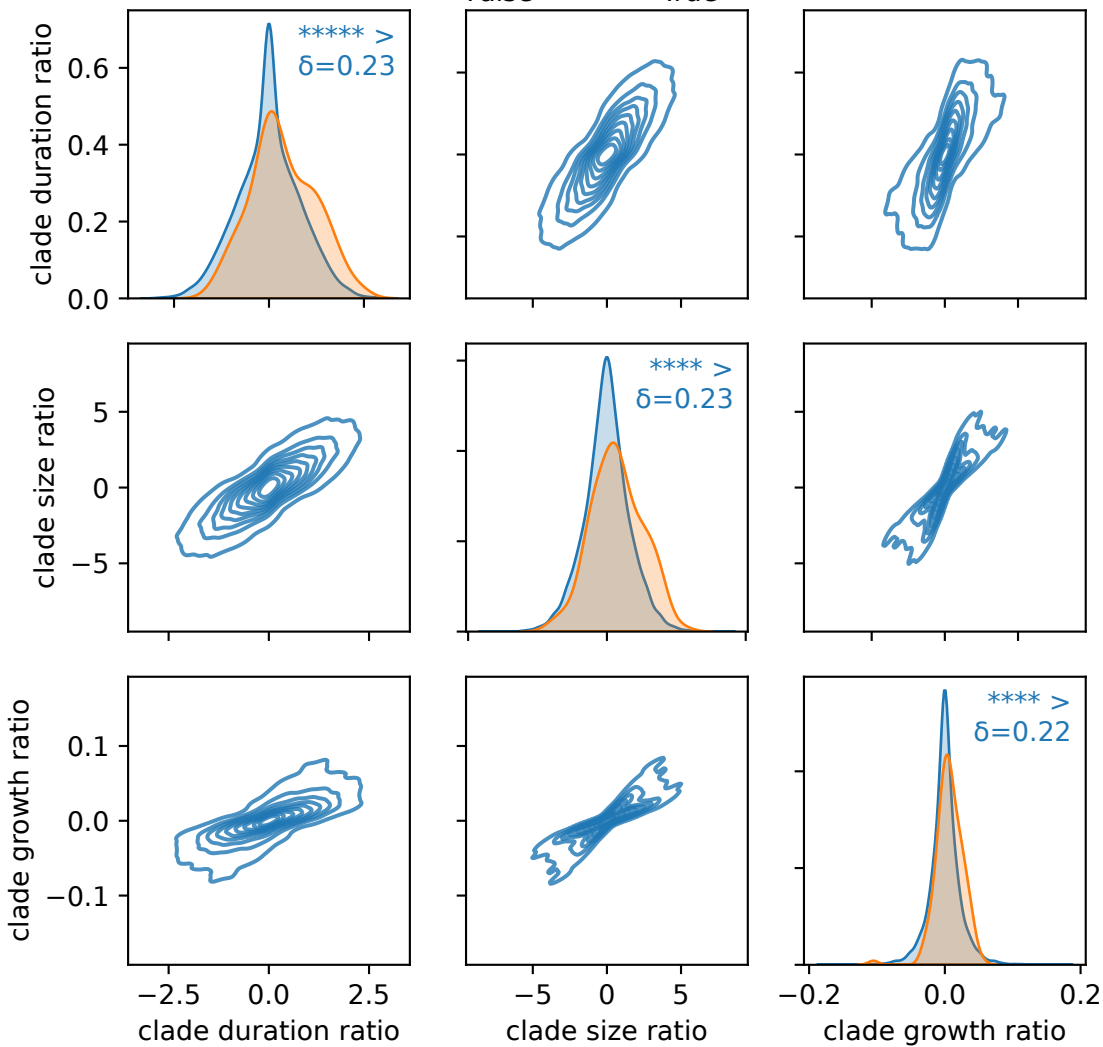 clade duration ratio
0.6
0.4
0.2
0.0
***** >
δ=0.23
clade size ratio
5
0
−5
**** >
δ=0.23
clade growth ratio
0.1
0.0
−0.1
**** >
δ=0.22
−2.5 0.0 2.5
−5 0 5
−0.2 0.0 0.2
clade duration ratio
clade size ratio
clade growth ratio